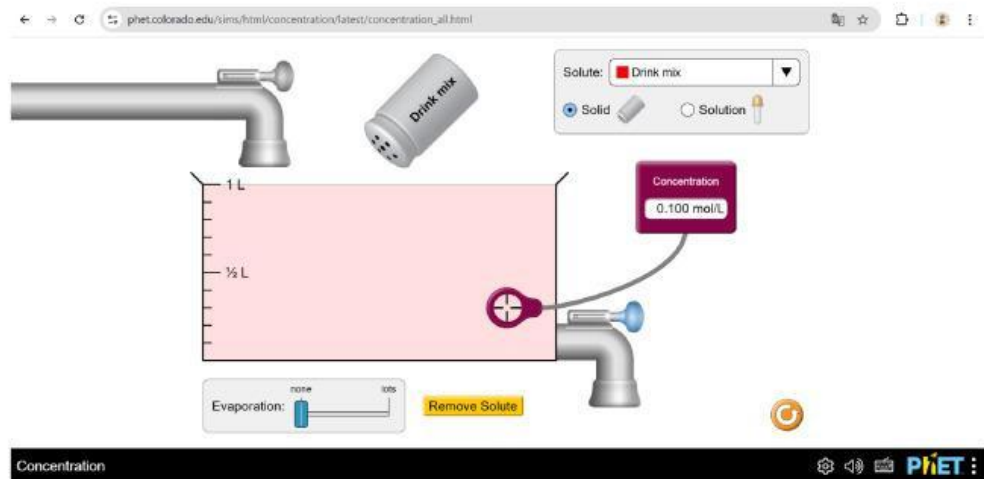 phet.colorado.edu/sims/html/concentration/latest/concentration_all.html
Drink mix
Solute: Drink mix
Solid Solution
1 L
Concentration
0.100 mol/L
½ L
none lots
Evaporation:
Remove Solute
Concentration
PhET